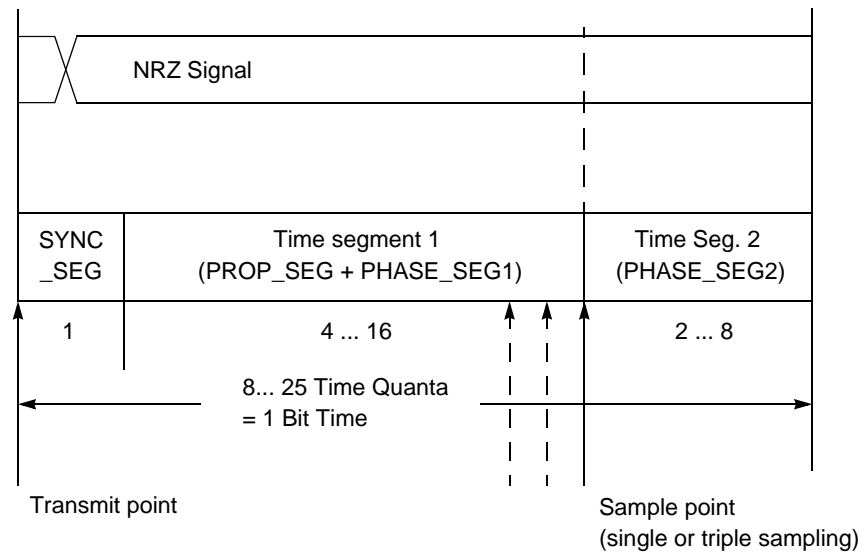 NRZ Signal
SYNC
_SEG
Time segment 1
(PROP_SEG + PHASE_SEG1)
Time Seg. 2
(PHASE_SEG2)
1
4 ... 16
2 ... 8
8... 25 Time Quanta
= 1 Bit Time
Transmit point
Sample point
(single or triple sampling)